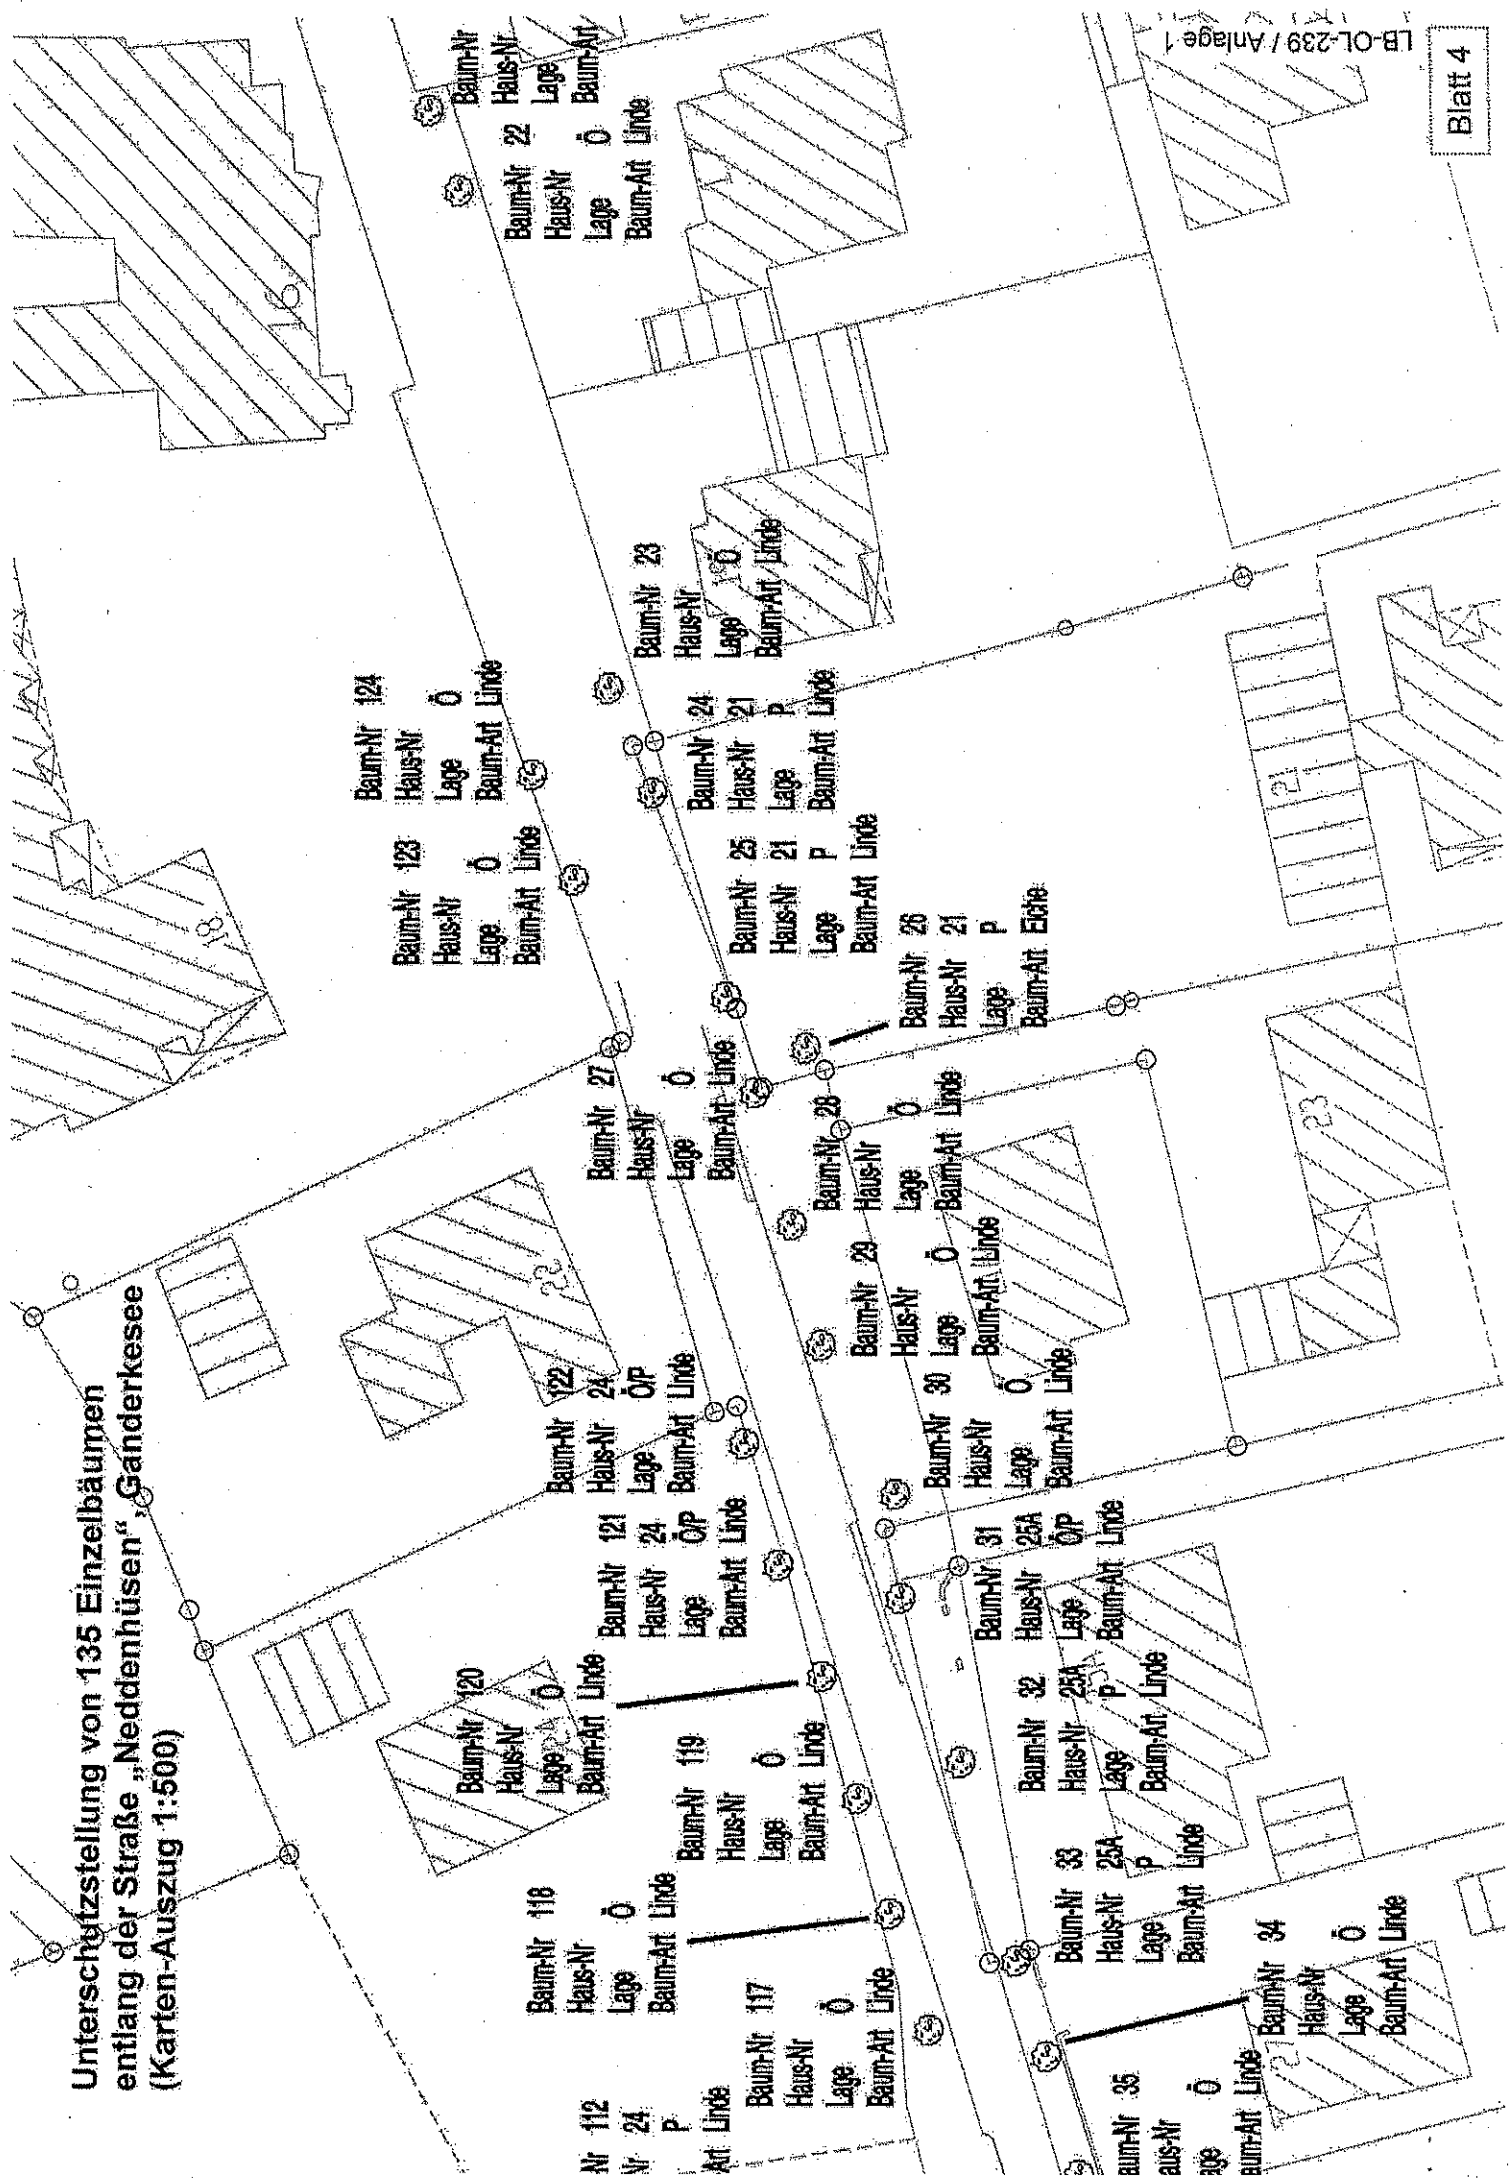 Unterschutzstellung von 135 Einzelbäumen
entlang der Straße „Neddenhüsen“, Ganderkesee
(Karten-Auszug 1:500)
Nr 112
Nr 24
P
Art Linde
Baum-Nr 117
Haus-Nr
Lage Ö
Baum-Art Linde
Baum-Nr 118
Haus-Nr
Lage Ö
Baum-Art Linde
Baum-Nr 119
Haus-Nr
Lage Ö
Baum-Art Linde
Baum-Nr 120
Haus-Nr
Lage Ö
Baum-Art Linde
Baum-Nr 121
Haus-Nr 24
Lage Ö/P
Baum-Art Linde
Baum-Nr 122
Haus-Nr 24
Lage Ö/P
Baum-Art Linde
22
Baum-Nr 123
Haus-Nr
Lage Ö
Baum-Art Linde
Baum-Nr 124
Haus-Nr
Lage Ö
Baum-Art Linde
18
16
Baum-Nr
Haus-Nr
Lage
Baum-Art
Baum-Nr 22
Haus-Nr
Lage Ö
Baum-Art Linde
Baum-Nr 23
Haus-Nr
Lage Ö
Baum-Art Linde
Baum-Nr 24
Haus-Nr 21
Lage P
Baum-Art Linde
Baum-Nr 25
Haus-Nr 21
Lage P
Baum-Art Linde
Baum-Nr 26
Haus-Nr 21
Lage P
Baum-Art Eiche
21
Baum-Nr 27
Haus-Nr
Lage Ö
Baum-Art Linde
Baum-Nr 28
Haus-Nr
Lage Ö
Baum-Art Linde
23
Baum-Nr 29
Haus-Nr
Lage Ö
Baum-Art Linde
Baum-Nr 30
Haus-Nr
Lage Ö
Baum-Art Linde
Baum-Nr 31
Haus-Nr 25A
Lage Ö/P
Baum-Art Linde
Baum-Nr 32
Haus-Nr 25A
Lage P
Baum-Art Linde
Baum-Nr 33
Haus-Nr 25A
Lage P
Baum-Art Linde
Baum-Nr 34
Haus-Nr
Lage Ö
Baum-Art Linde
27
aum-Nr 35
aus-Nr
age Ö
aum-Art Linde
LB-OL-239 / Anlage 1
Blatt 4